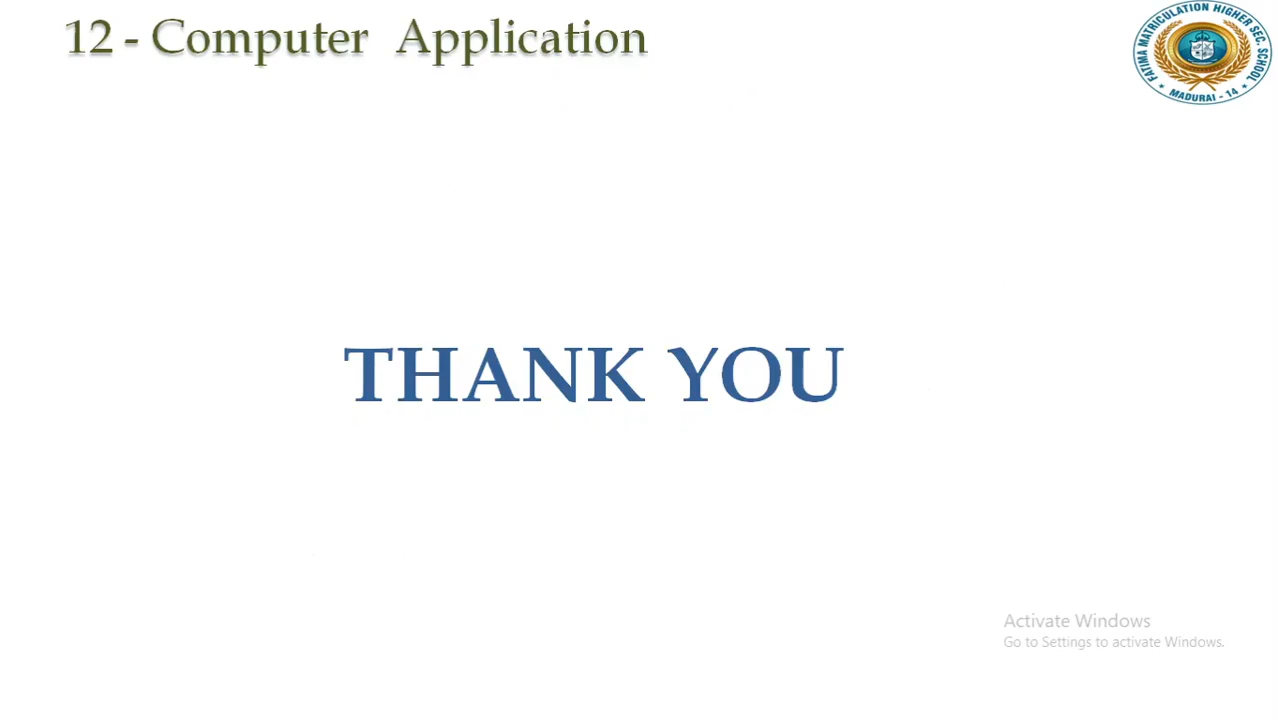 12 - Computer Application
FATIMA MATRICULATION HIGHER SEC. SCHOOL
MADURAI - 14
THANK YOU
Activate Windows
Go to Settings to activate Windows.